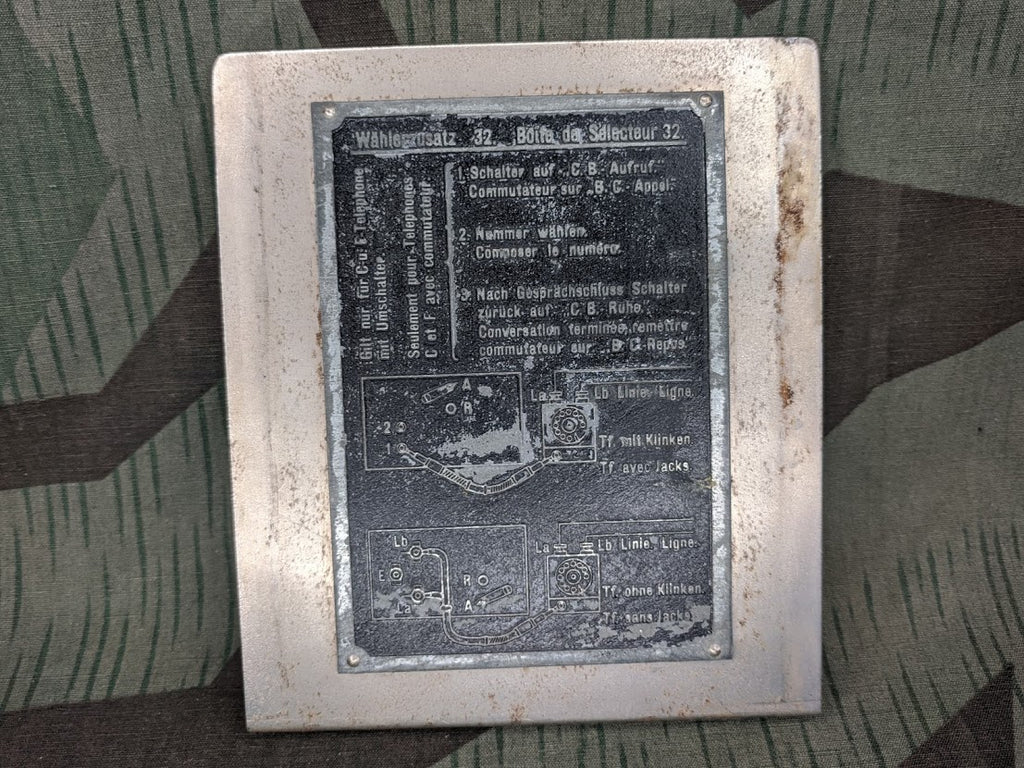 Wählerzusatz 32. Boîte de Sélecteur 32.
Gilt nur für C u. F-Telephone
mit Umschalter.
Seulement pour Telephones
C et F avec commutateur
1. Schalter auf „C. B.- Aufruf.“
Commutateur sur „B. C.- Appel.“
2. Nummer wählen.
Composer le numéro.
3. Nach Gesprächschluss Schalter
zurück auf „C. B. Ruhe.“
Conversation terminée, remettre
commutateur sur „B. C. Repos“
A
R
2
1
La Lb Linie. Ligne.
Tf. mit Klinken.
Tf. avec Jacks
Lb
E
La
R
A
La Lb Linie. Ligne.
Tf. ohne Klinken.
Tf. sans Jacks